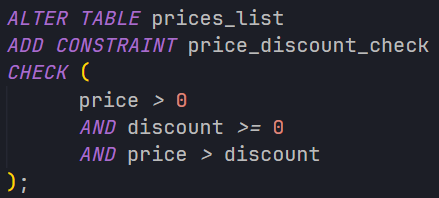 ALTER TABLE prices_list
ADD CONSTRAINT price_discount_check
CHECK (
price > 0
AND discount >= 0
AND price > discount
);